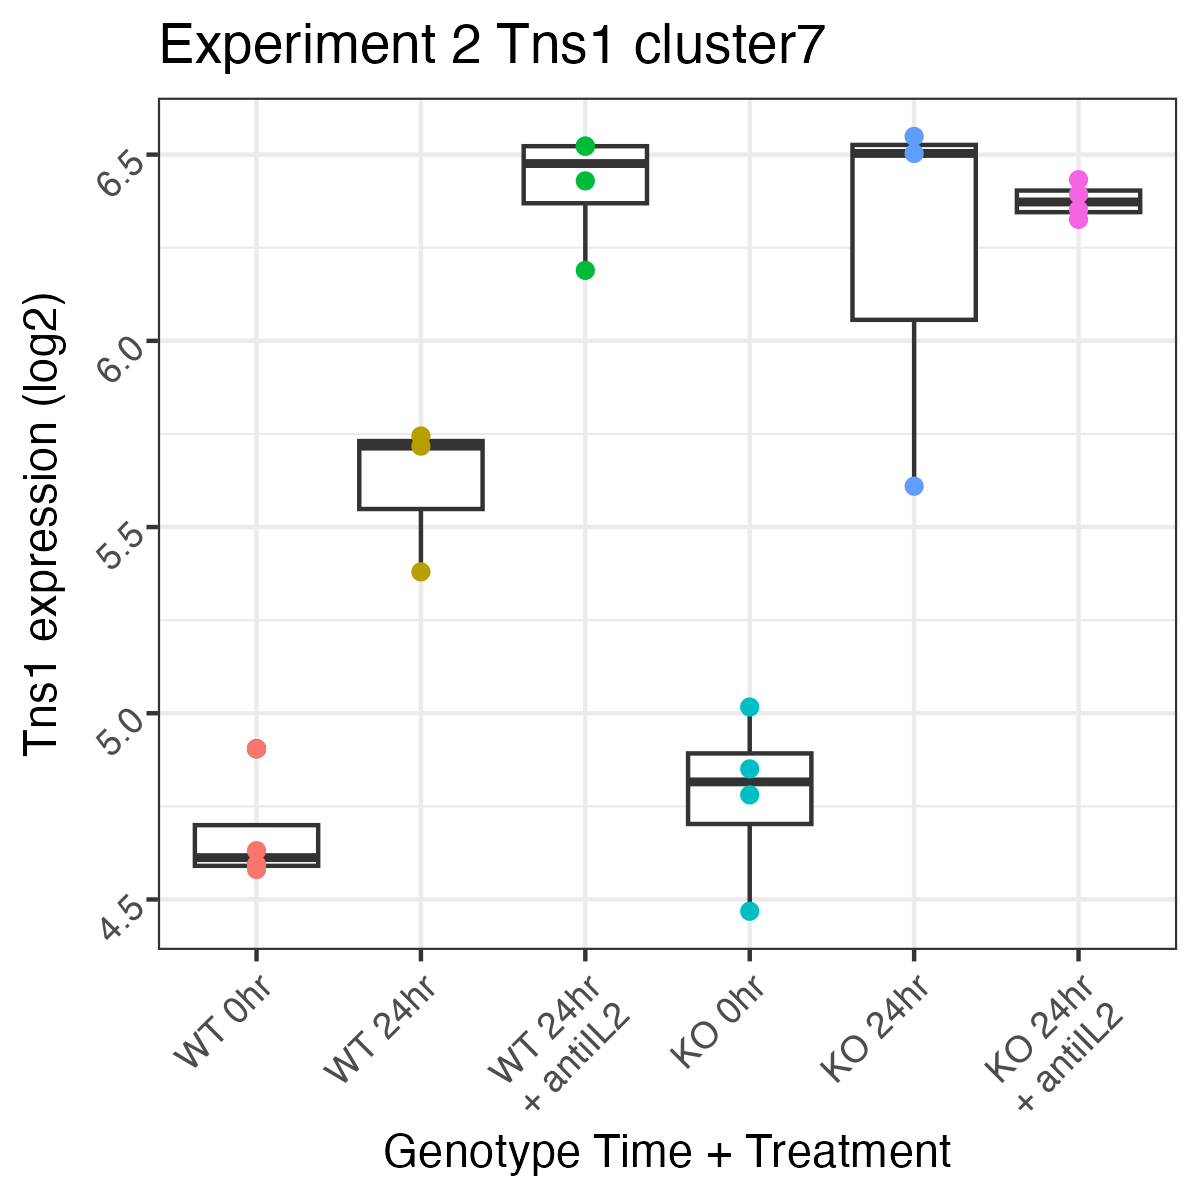 Experiment 2 Tns1 cluster7
Tns1 expression (log2)
6.5
6.0
5.5
5.0
4.5
WT 0hr
WT 24hr
WT 24hr
+ antiIL2
KO 0hr
KO 24hr
KO 24hr
+ antiIL2
Genotype Time + Treatment